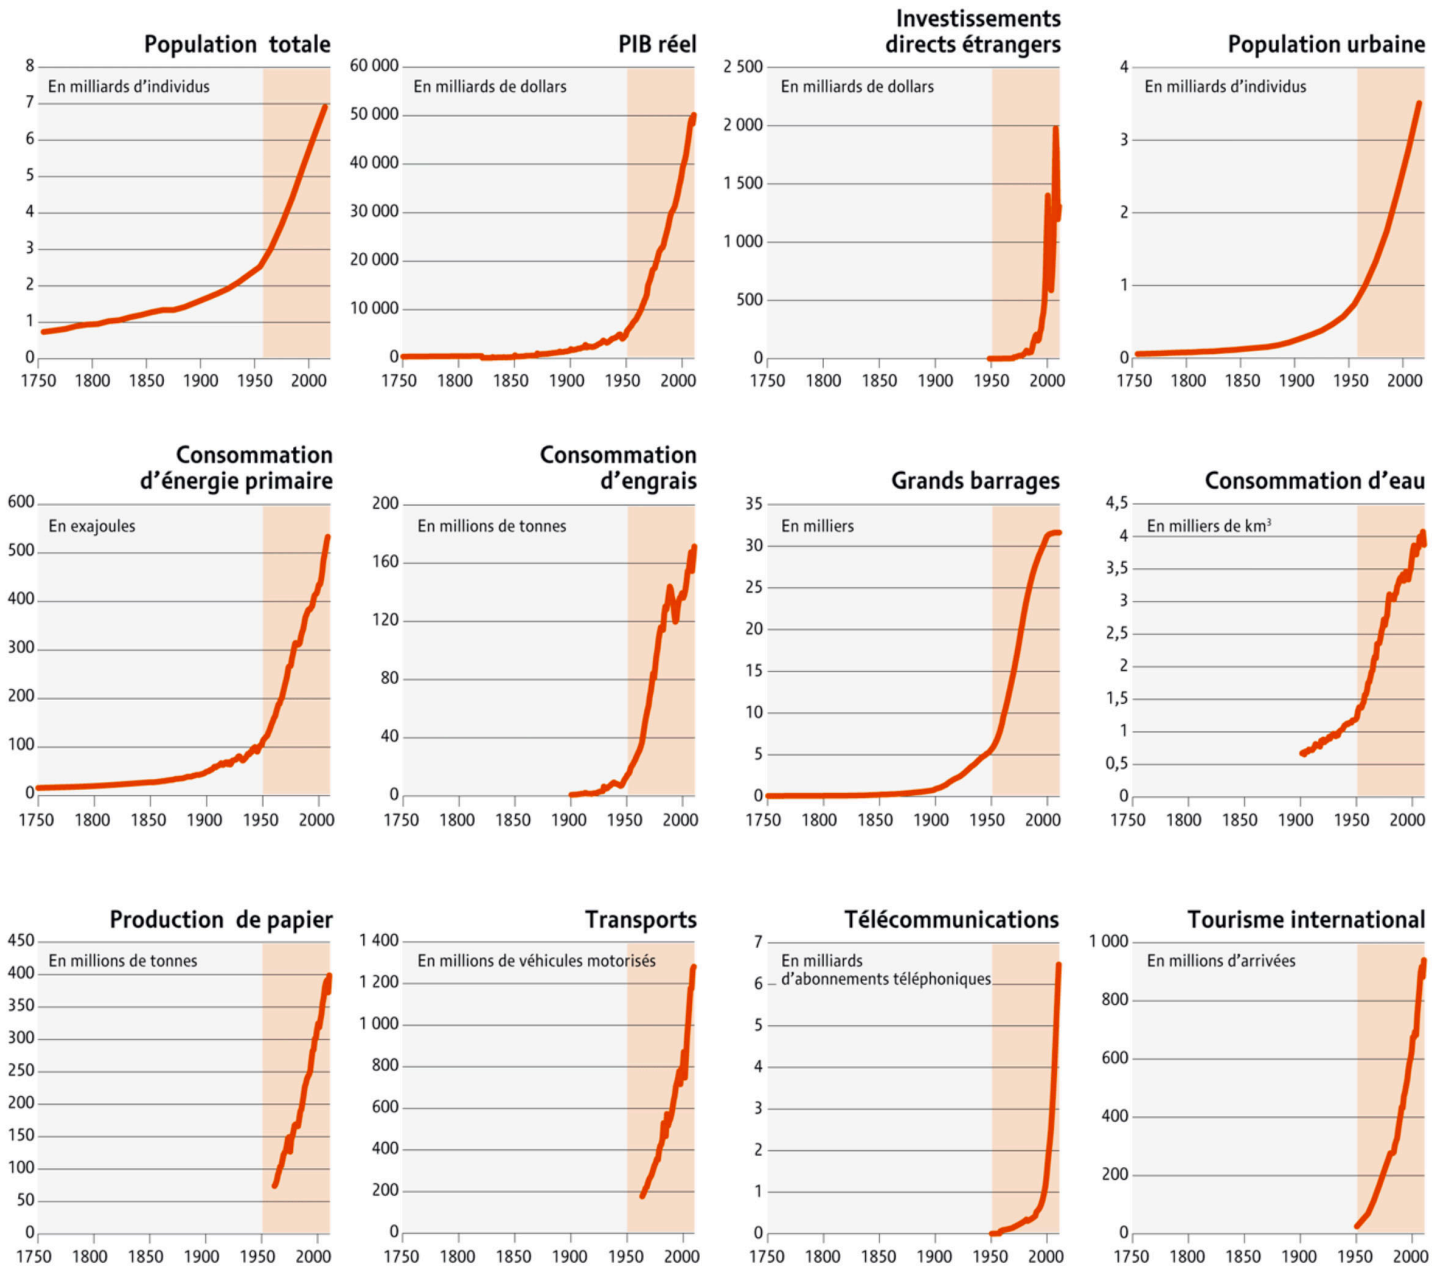 Population totale
8
En milliards d'individus
7
6
5
4
3
2
1
0
1750 1800 1850 1900 1950 2000
PIB réel
60 000
En milliards de dollars
50 000
40 000
30 000
20 000
10 000
0
1750 1800 1850 1900 1950 2000
Investissements
directs étrangers
2 500
En milliards de dollars
2 000
1 500
1 000
500
0
1750 1800 1850 1900 1950 2000
Population urbaine
4
En milliards d'individus
3
2
1
0
1750 1800 1850 1900 1950 2000
Consommation
d'énergie primaire
600
En exajoules
500
400
300
200
100
0
1750 1800 1850 1900 1950 2000
Consommation
d'engrais
200
En millions de tonnes
160
120
80
40
0
1750 1800 1850 1900 1950 2000
Grands barrages
35
En milliers
30
25
20
15
10
5
0
1750 1800 1850 1900 1950 2000
Consommation d'eau
4,5
En milliers de km³
4
3,5
3
2,5
2
1,5
1
0,5
0
1750 1800 1850 1900 1950 2000
Production de papier
450
En millions de tonnes
400
350
300
250
200
150
100
50
0
1750 1800 1850 1900 1950 2000
Transports
1 400
En millions de véhicules motorisés
1 200
1 000
800
600
400
200
0
1750 1800 1850 1900 1950 2000
Télécommunications
7
En milliards
d'abonnements téléphoniques
6
5
4
3
2
1
0
1750 1800 1850 1900 1950 2000
Tourisme international
1 000
En millions d'arrivées
800
600
400
200
0
1750 1800 1850 1900 1950 2000